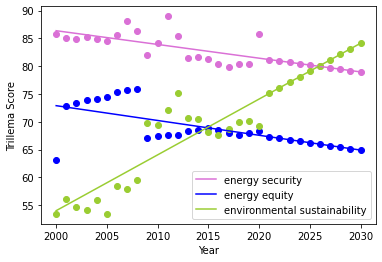 90
85
80
75
70
65
60
55
Trillema Score
2000 2005 2010 2015 2020 2025 2030
Year
energy security
energy equity
environmental sustainability